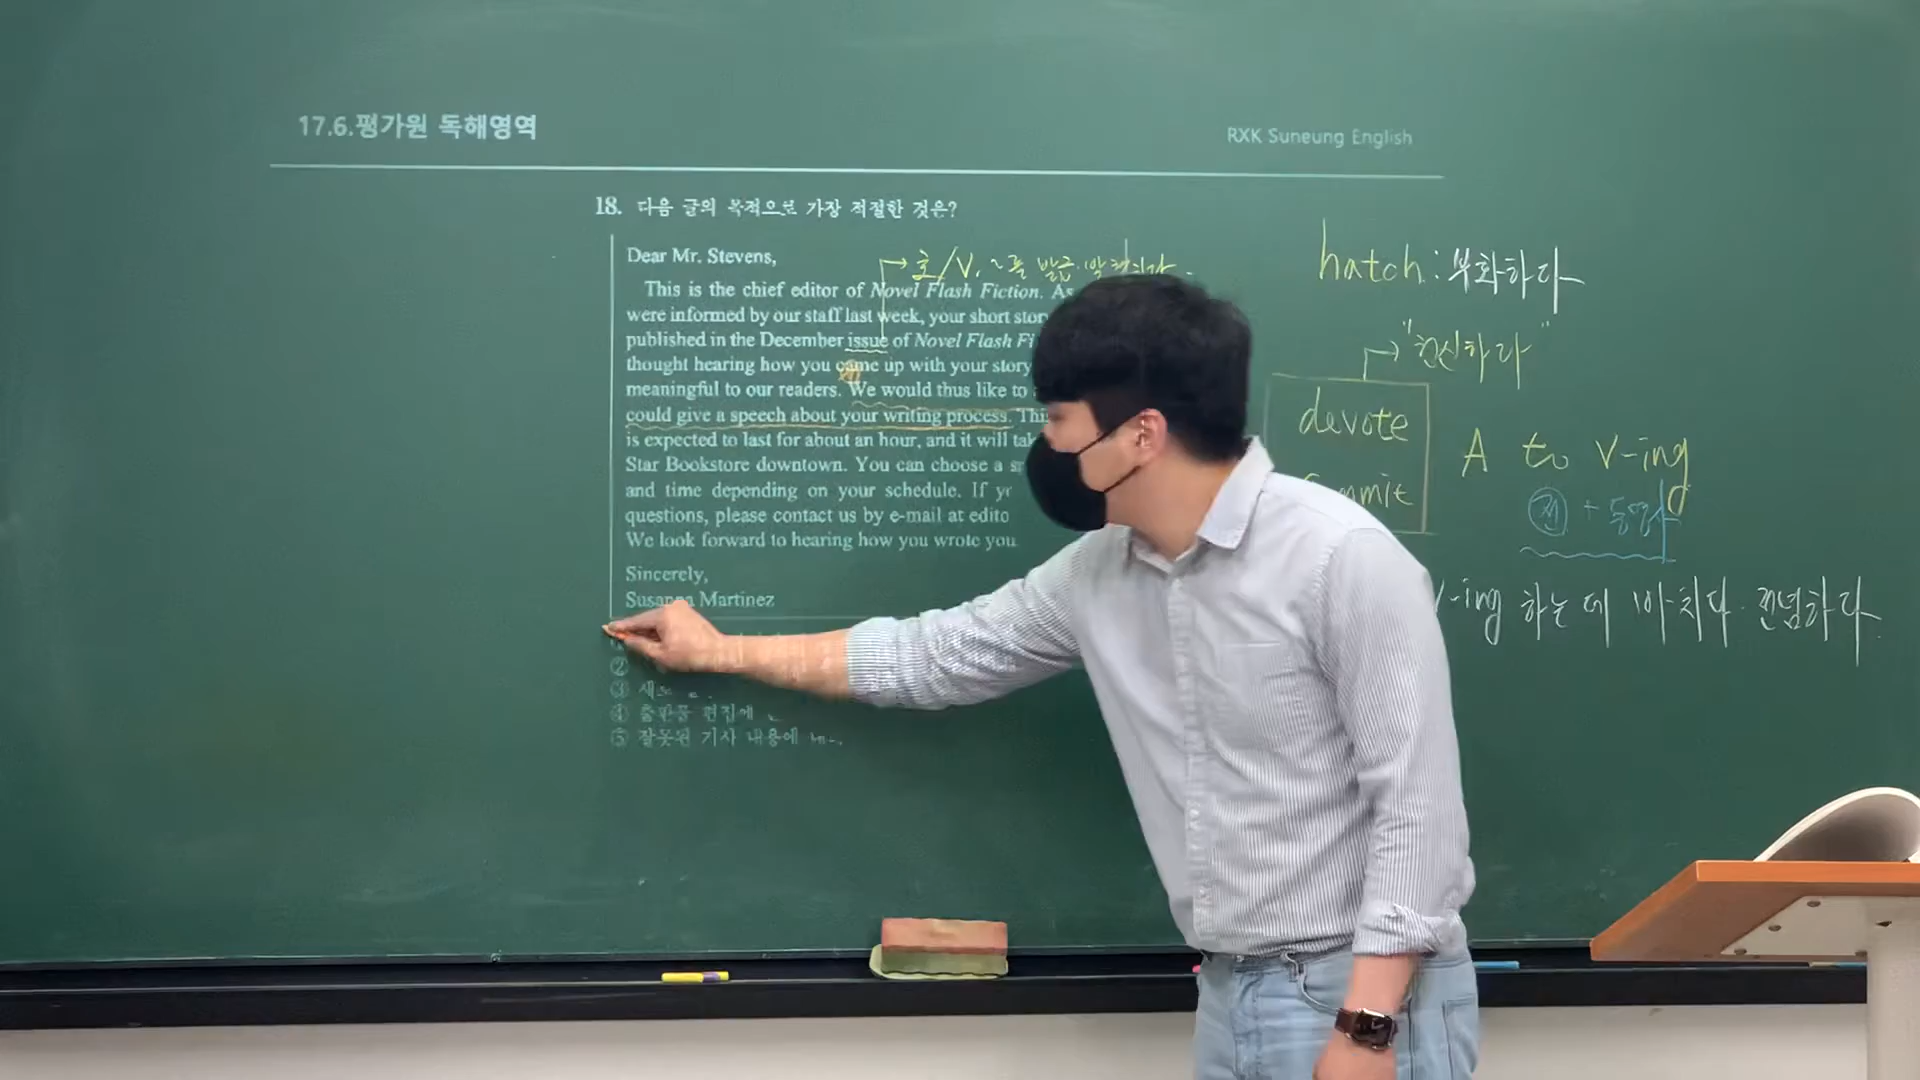 17.6.평가원 독해영역
RXK Suneung English
18. 다음 글의 목적으로 가장 적절한 것은?
Dear Mr. Stevens,
This is the chief editor of Novel Flash Fiction. As
were informed by our staff last week, your short stor
published in the December issue of Novel Flash Fi
thought hearing how you came up with your story
meaningful to our readers. We would thus like to
could give a speech about your writing process. This
is expected to last for about an hour, and it will tak
Star Bookstore downtown. You can choose a sp
and time depending on your schedule. If yo
questions, please contact us by e-mail at edito
We look forward to hearing how you wrote you
Sincerely,
Susanna Martinez
②
③ 새로
④ 출판물 편집에
⑤ 잘못된 기사 내용에
hatch : 부화하다
"헌신하다"
devote
commit
A to V-ing
V-ing 하는 데 바치다. 전념하다.